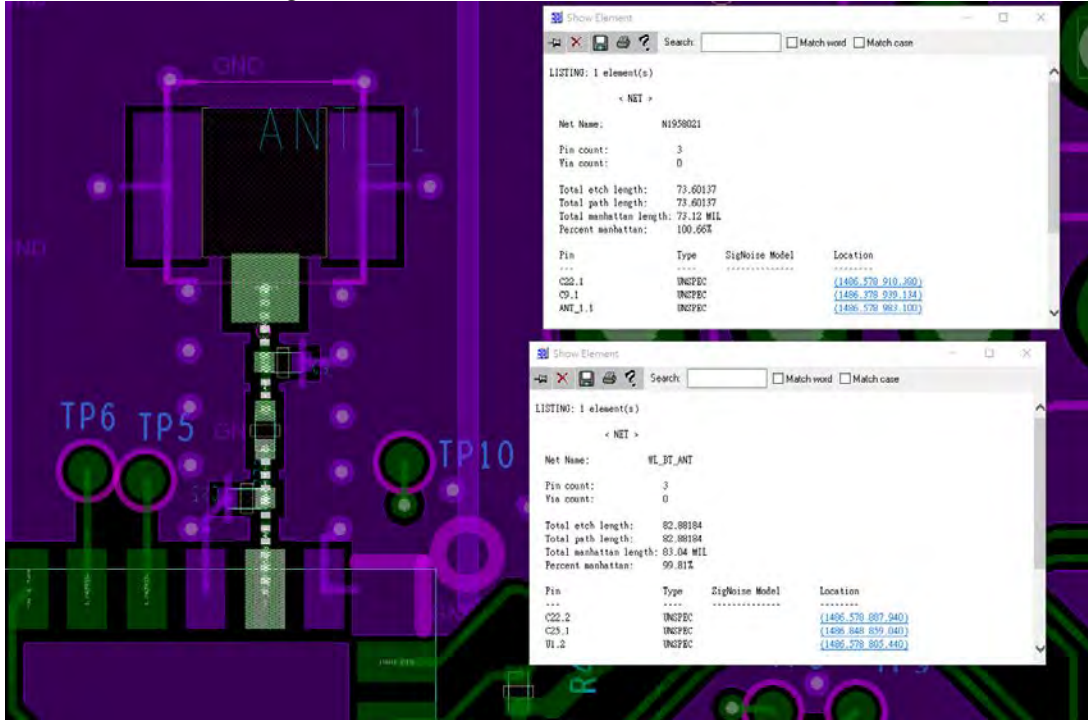 GND
ANT_1
GND
TP6
TP5
GND
TP10
Show Element
Search:
Match word
Match case
LISTING: 1 element(s)
< NET >
Net Name: N1958021
Pin count: 3
Via count: 0
Total etch length: 73.60137
Total path length: 73.60137
Total manhattan length: 73.12 MIL
Percent manhattan: 100.66%
Pin Type SigNoise Model Location
--- ---- -------------- --------
C22.1 UNSPEC (1486.578 910.380)
C9.1 UNSPEC (1486.378 939.134)
ANT_1.1 UNSPEC (1486.578 983.100)
Show Element
Search:
Match word
Match case
LISTING: 1 element(s)
< NET >
Net Name: WL_BT_ANT
Pin count: 3
Via count: 0
Total etch length: 82.88184
Total path length: 82.88184
Total manhattan length: 83.04 MIL
Percent manhattan: 99.81%
Pin Type SigNoise Model Location
--- ---- -------------- --------
C22.2 UNSPEC (1486.578 887.940)
C25.1 UNSPEC (1486.848 859.040)
U1.2 UNSPEC (1486.578 805.440)